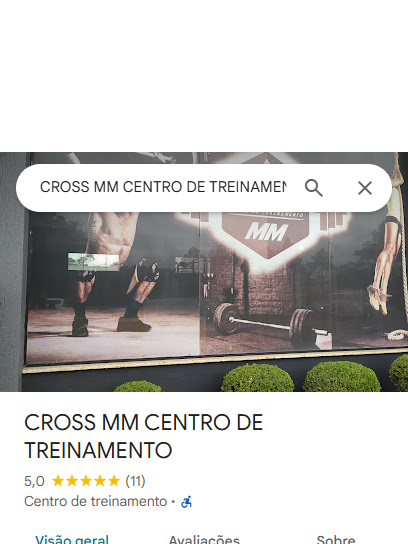 CROSS MM CENTRO DE TREINAMEN
MM
CROSS MM CENTRO DE
TREINAMENTO
5,0 (11)
Centro de treinamento ·
Visão geral Avaliações Sobre